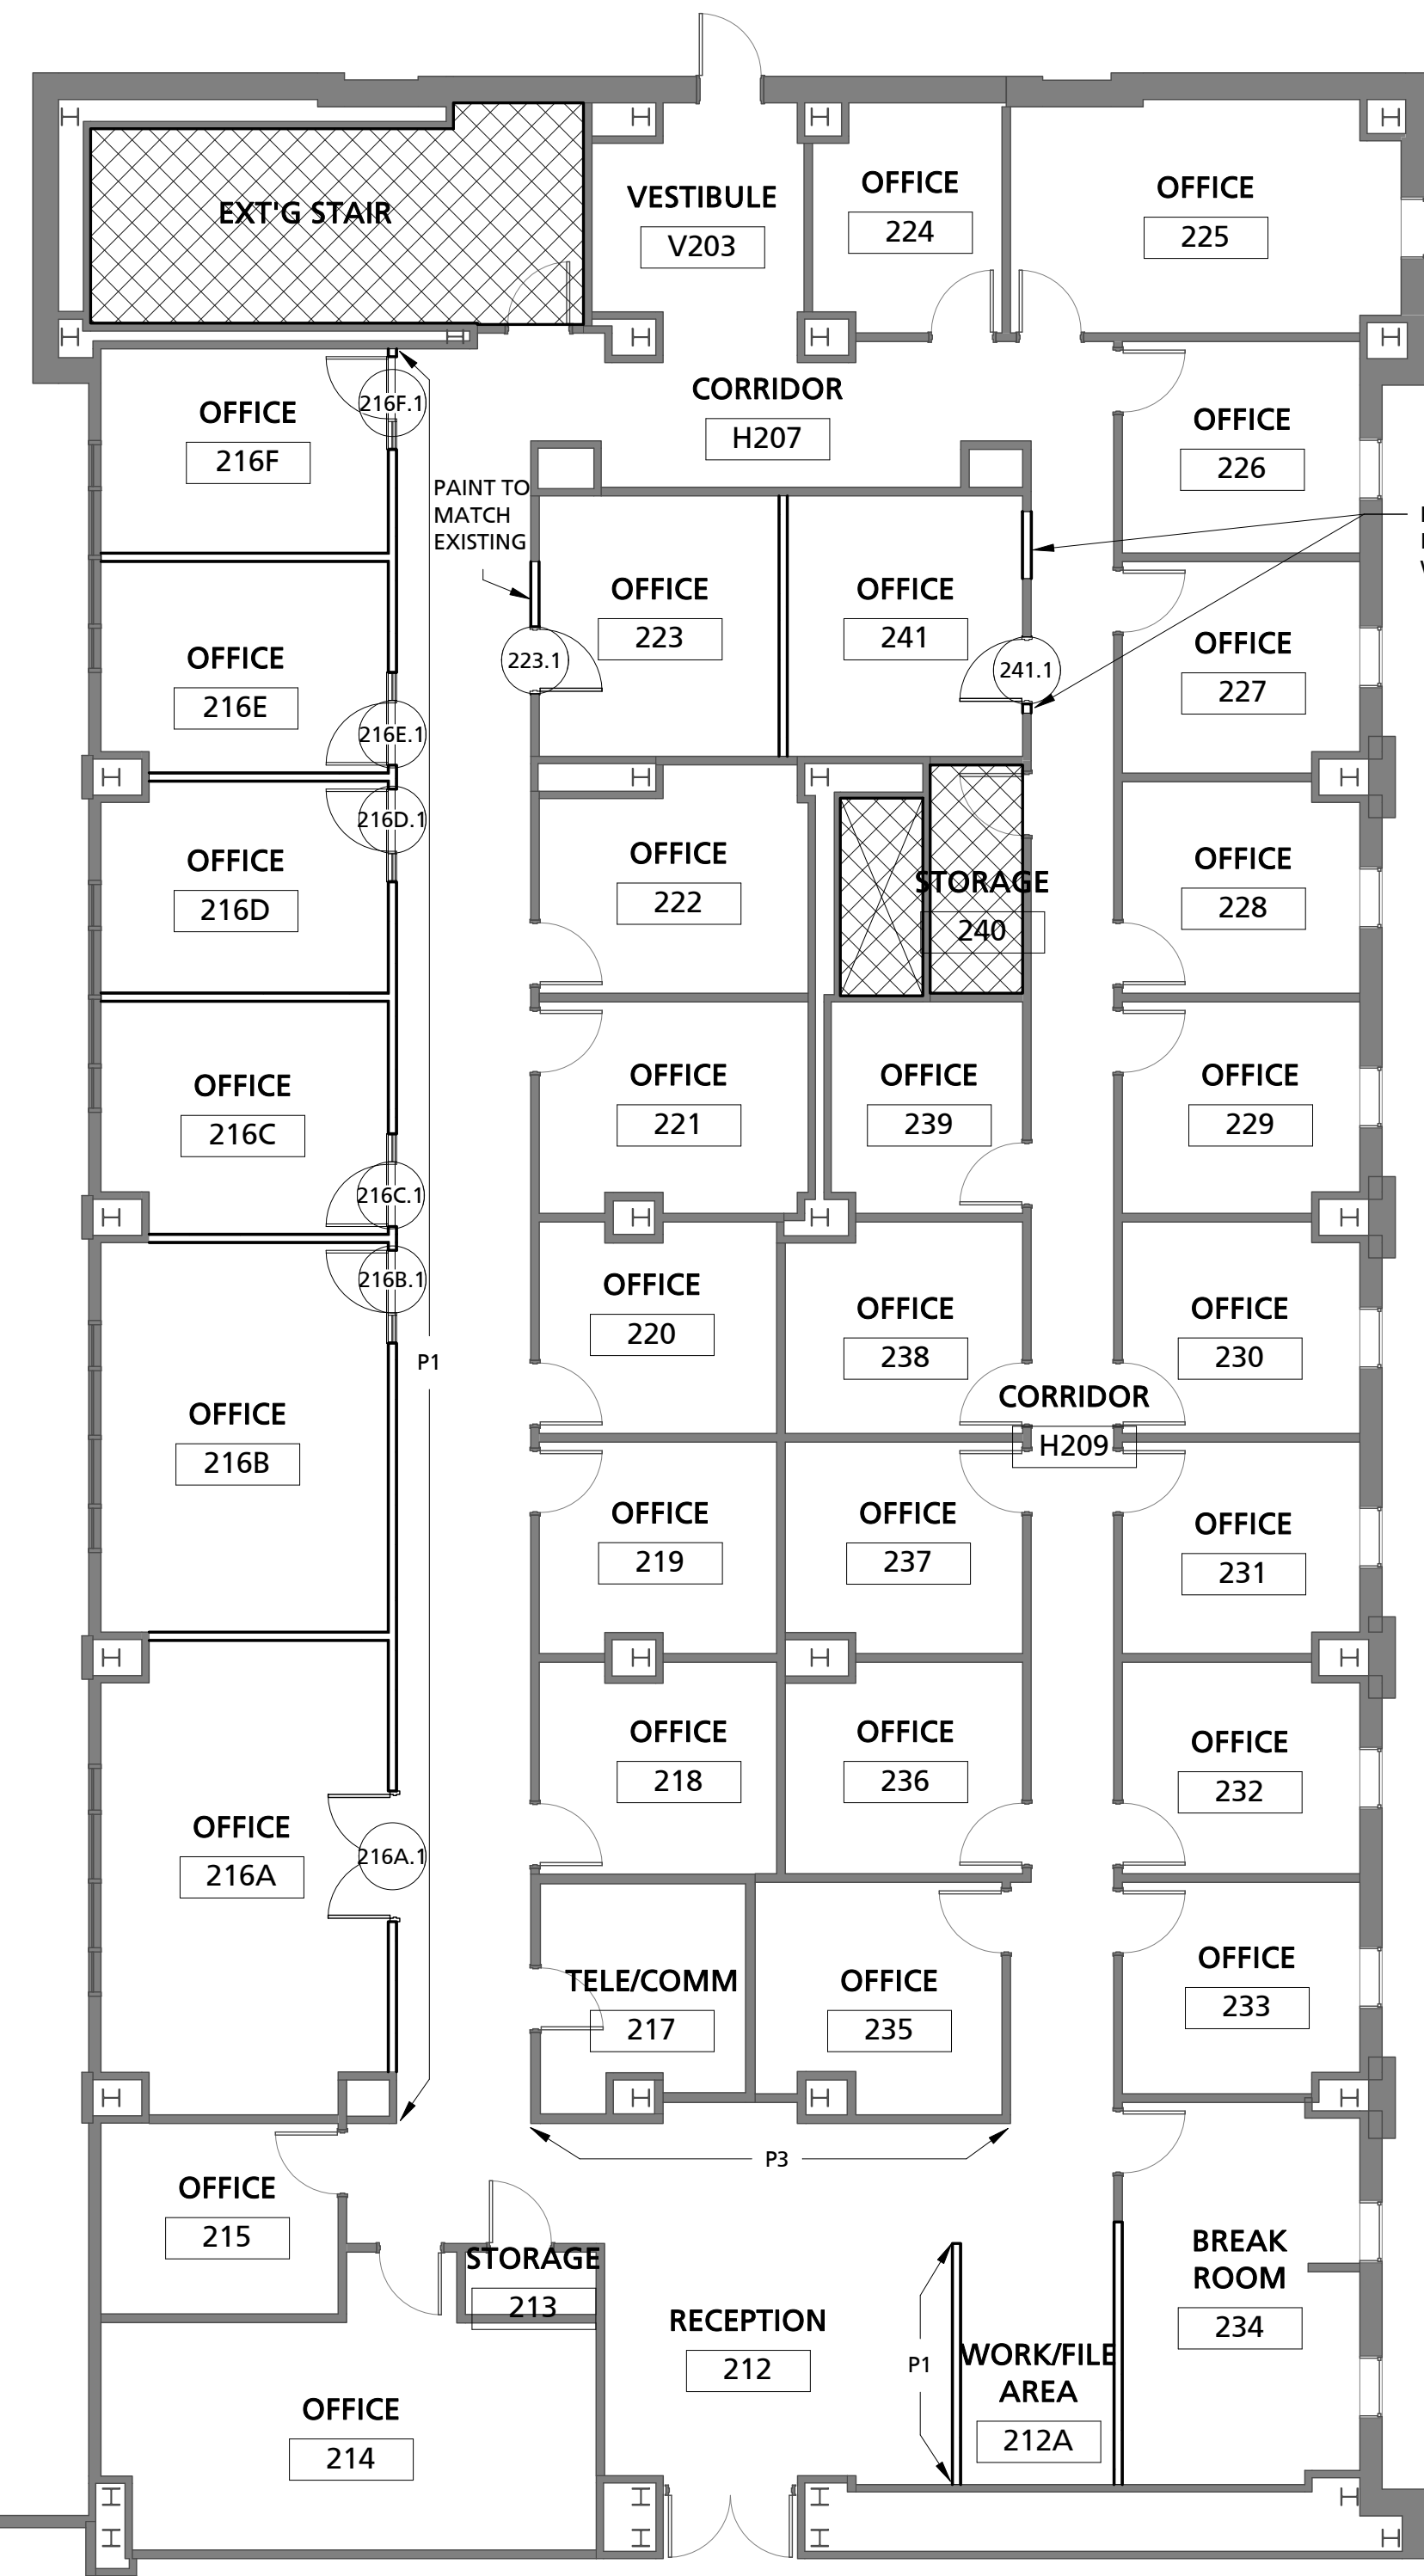 EXT'G STAIR
VESTIBULE
V203
OFFICE
224
OFFICE
225
CORRIDOR
H207
OFFICE
216F
216F.1
OFFICE
226
PAINT TO
MATCH
EXISTING
OFFICE
223
223.1
OFFICE
241
241.1
OFFICE
227
OFFICE
216E
216E.1
OFFICE
216D
216D.1
OFFICE
222
STORAGE
240
OFFICE
228
OFFICE
216C
216C.1
OFFICE
221
OFFICE
239
OFFICE
229
216B.1
OFFICE
220
OFFICE
238
OFFICE
230
P1
CORRIDOR
H209
OFFICE
216B
OFFICE
219
OFFICE
237
OFFICE
231
OFFICE
218
OFFICE
236
OFFICE
232
OFFICE
216A
216A.1
TELE/COMM
217
OFFICE
235
OFFICE
233
P3
OFFICE
215
STORAGE
213
BREAK
ROOM
234
RECEPTION
212
P1
WORK/FILE
AREA
212A
OFFICE
214